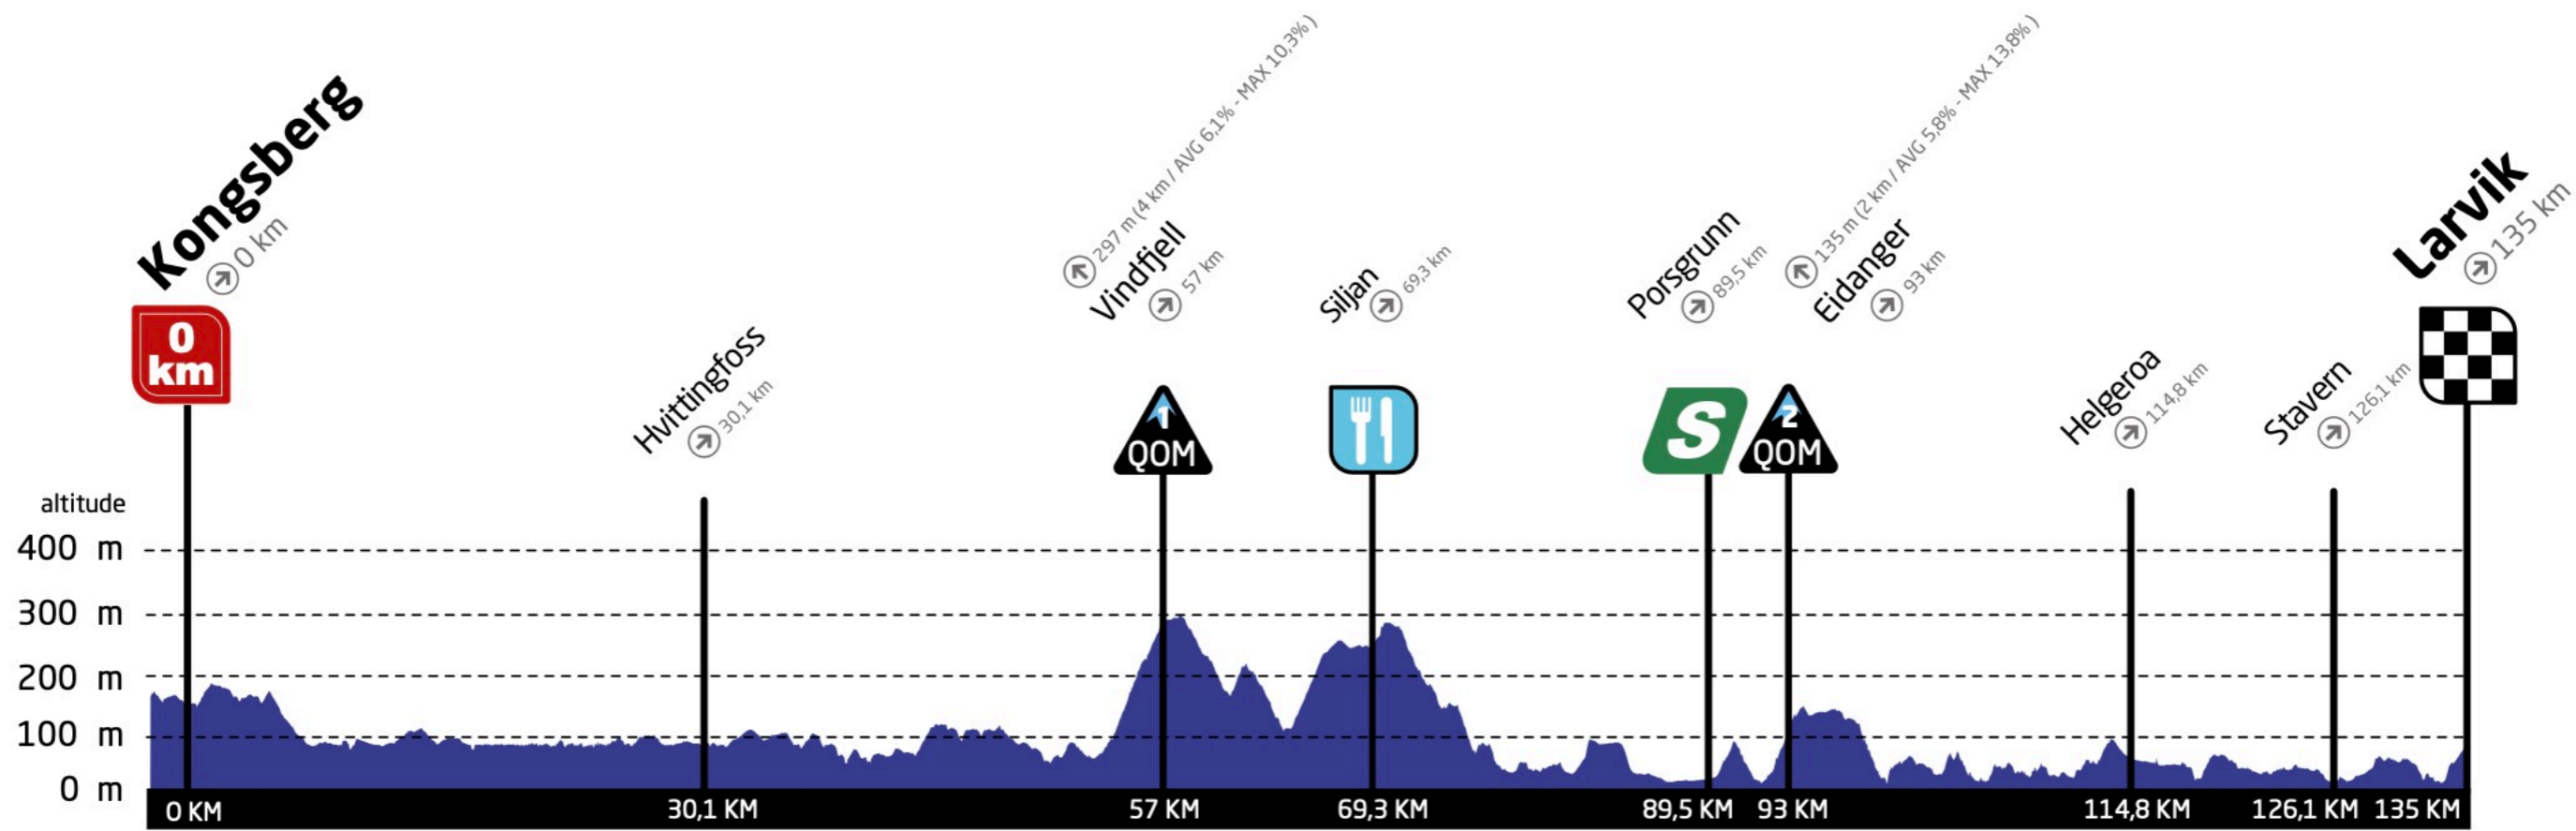 Kongsberg
0 km
0
km
Hvittingfoss
30,1 km
297 m (4 km / AVG 6,1% - MAX 10,3% )
Vindfjell
57 km
1
QOM
Siljan
69,3 km
Porsgrunn
89,5 km
S
135 m (2 km / AVG 5,8% - MAX 13,8% )
Eidanger
93 km
2
QOM
Helgeroa
114,8 km
Stavern
126,1 km
Larvik
135 km
altitude
400 m
300 m
200 m
100 m
0 m
0 KM
30,1 KM
57 KM
69,3 KM
89,5 KM
93 KM
114,8 KM
126,1 KM
135 KM